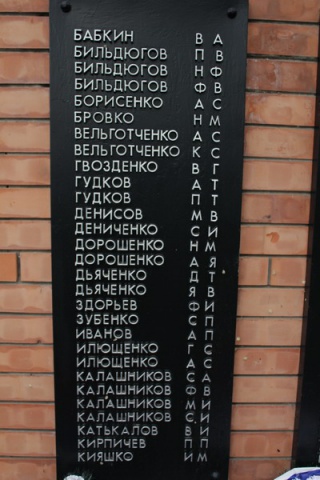 БАБКИН В А
БИЛЬДЮГОВ П В
БИЛЬДЮГОВ Н Ф
БИЛЬДЮГОВ Ф В
БОРИСЕНКО А С
БРОВКО Н М
ВЕЛЬГОТЧЕНКО А С
ВЕЛЬГОТЧЕНКО К С
ГВОЗДЕНКО В Г
ГУДКОВ А Т
ГУДКОВ П Т
ДЕНИСОВ М В
ДЕНИЧЕНКО С И
ДОРОШЕНКО Н М
ДОРОШЕНКО А Я
ДЬЯЧЕНКО Д Т
ДЬЯЧЕНКО Я В
ЗДОРЬЕВ Ф И
ЗУБЕНКО С П
ИВАНОВ А П
ИЛЮЩЕНКО Г С
ИЛЮЩЕНКО А С
КАЛАШНИКОВ С А
КАЛАШНИКОВ Ф В
КАЛАШНИКОВ М И
КАЛАШНИКОВ С И
КАТЬКАЛОВ В И
КИРПИЧЕВ П П
КИЯШКО И М